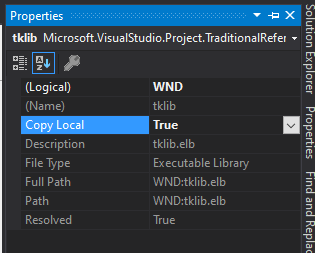 Properties
tklib Microsoft.VisualStudio.Project.TraditionalRefer
(Logical) WND
(Name) tklib
Copy Local True
Description tklib.elb
File Type Executable Library
Full Path WND:tklib.elb
Path WND:tklib.elb
Resolved True
Solution Explorer
Properties
Find and Replac